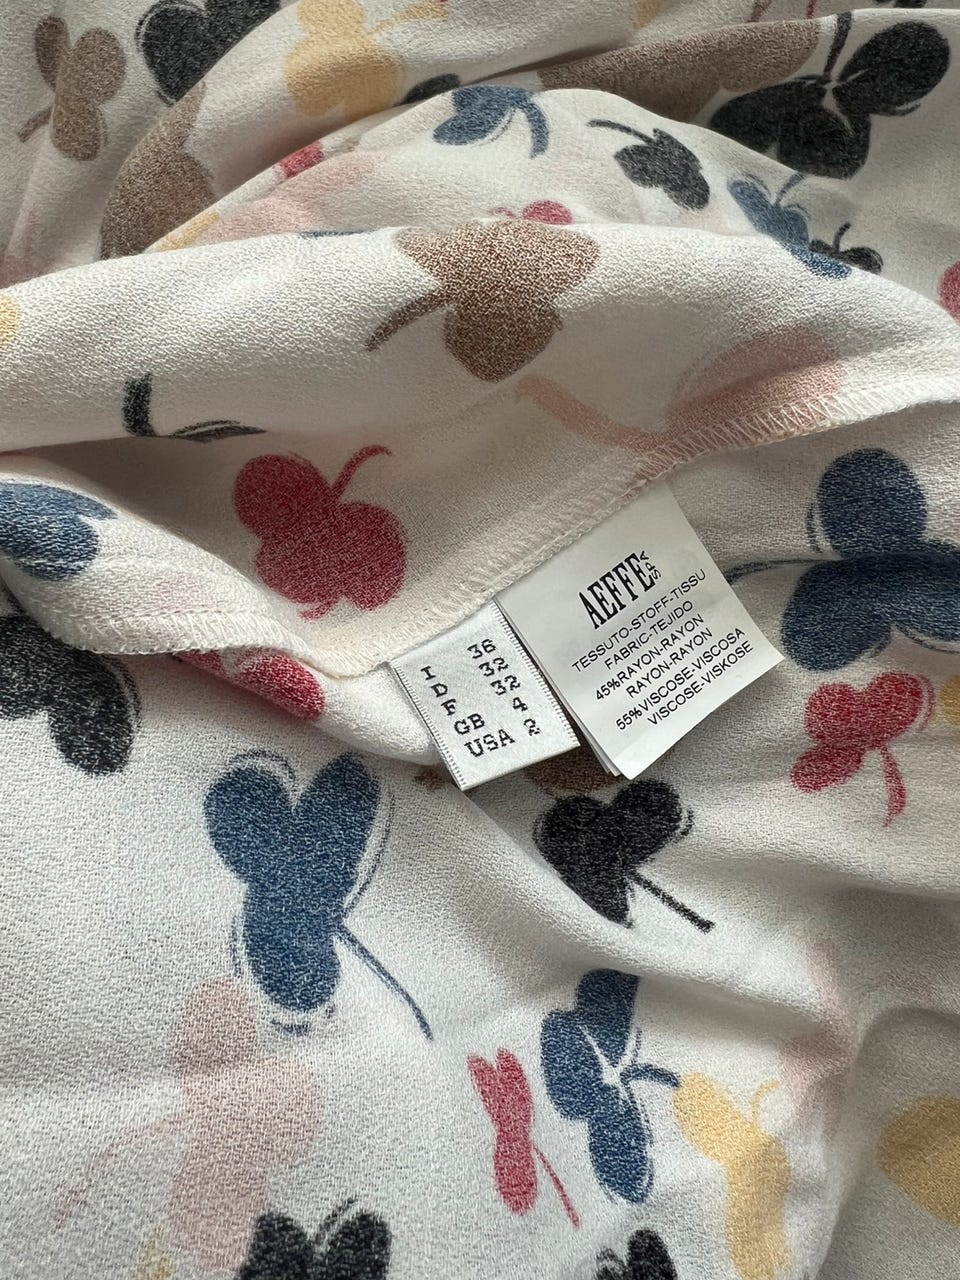 I 36
D 32
F 32
GB 4
USA 2
AEFFE SPA
TESSUTO-STOFF-TISSU
FABRIC-TEJIDO
45%RAYON-RAYON
RAYON-RAYON
55%VISCOSE-VISCOSA
VISCOSE-VISKOSE